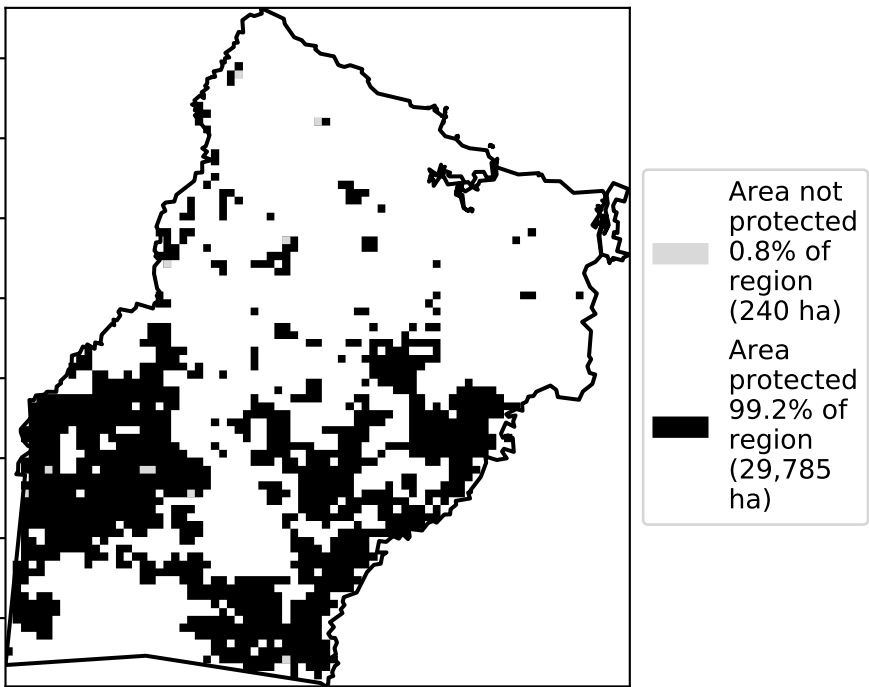 Area not
protected
0.8% of
region
(240 ha)
Area
protected
99.2% of
region
(29,785
ha)